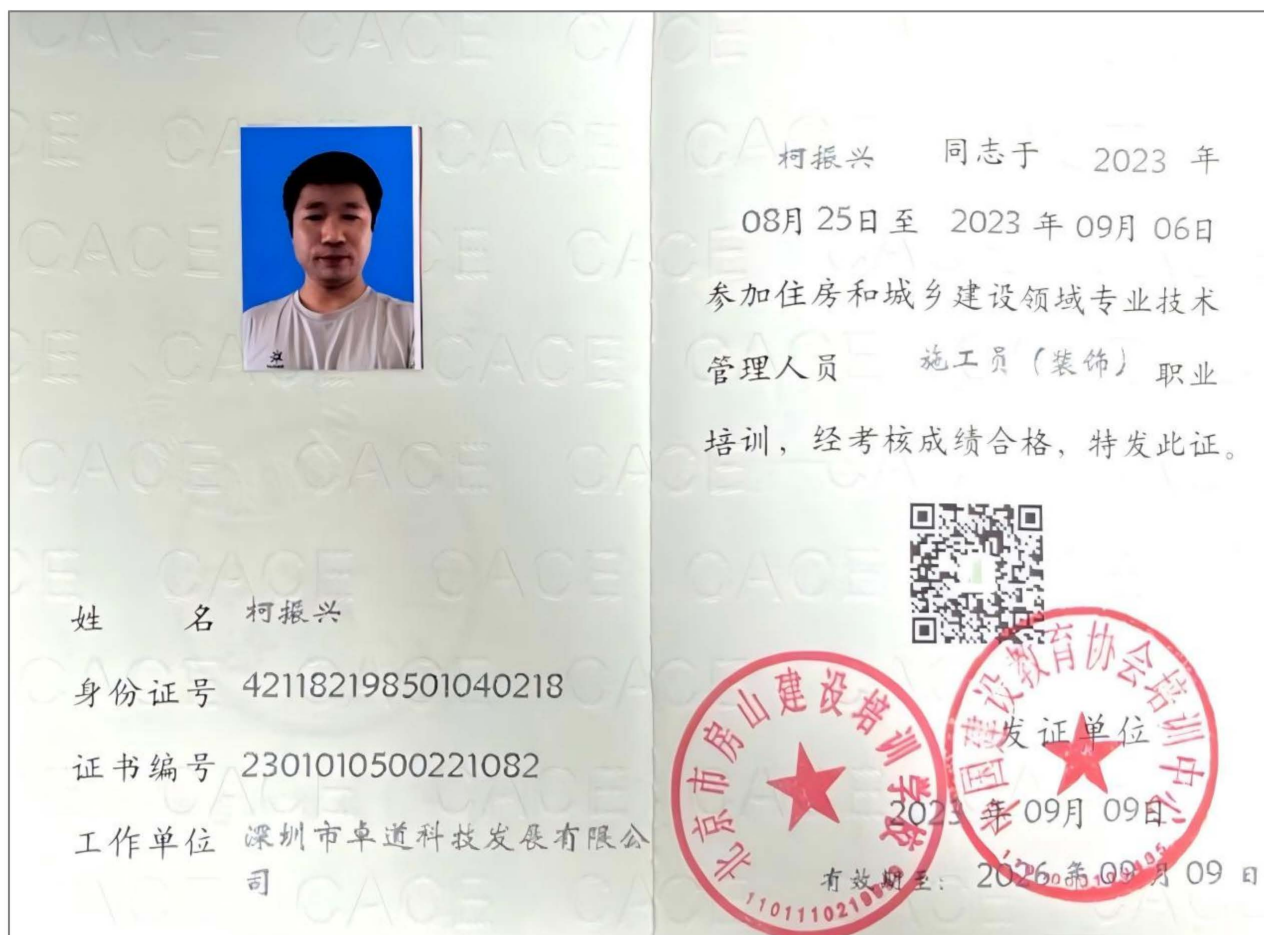 CACE
柯振兴 同志于 2023 年
08月 25日 至 2023 年 09月 06日
参加住房和城乡建设领域专业技术
管理人员 施工员（装饰） 职业
培训，经考核成绩合格，特发此证。
姓 名 柯振兴
身份证号 421182198501040218
证书编号 2301010500221082
工作单位 深圳市卓道科技发展有限公
司
北京市房山建设培训学校
中国建设教育协会培训中心
发证单位
2023 年 09月 09日
有效期至： 2026 年 09 月 09 日